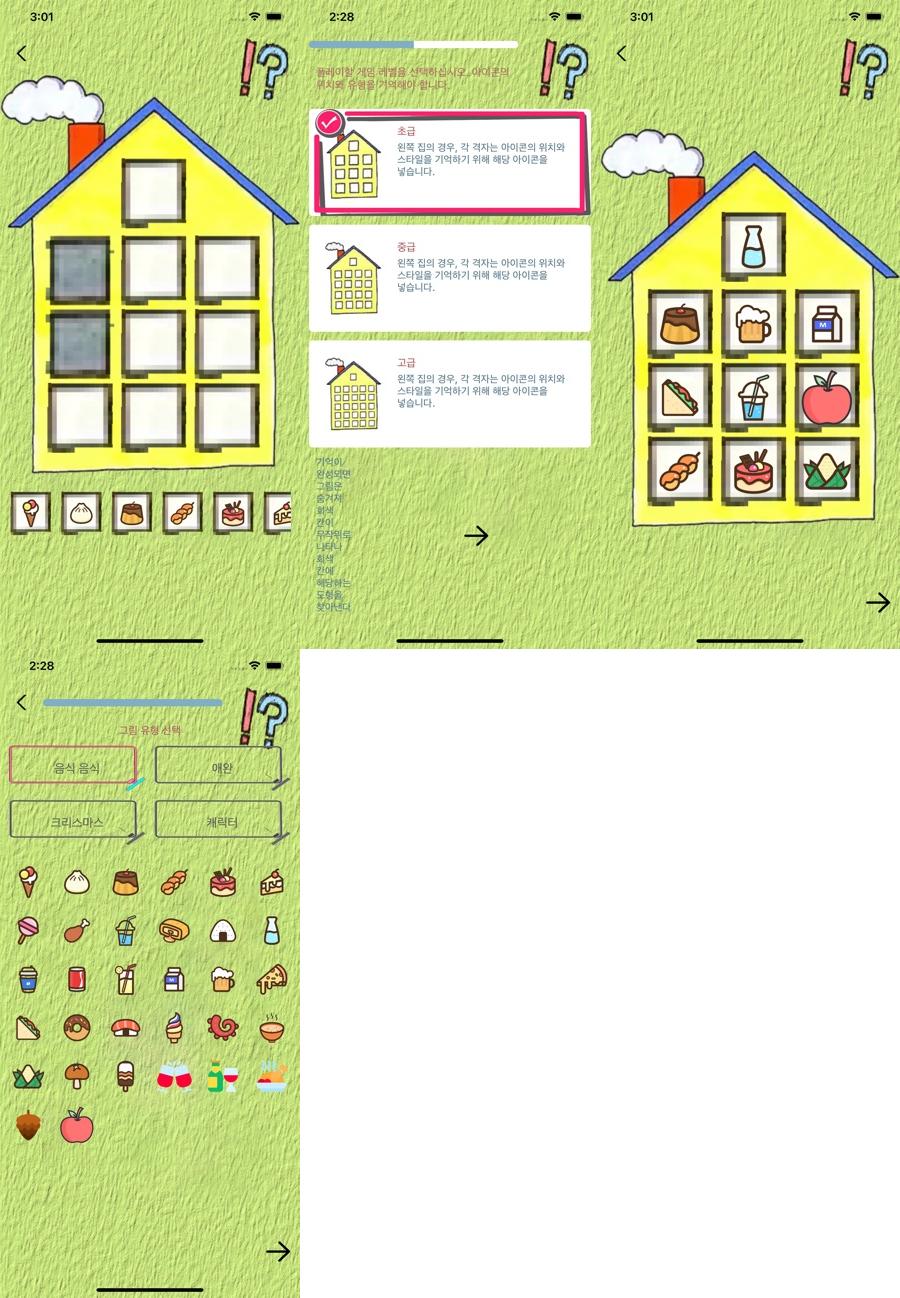 3:01
!?
2:28
!?
플레이할 게임 레벨을 선택하십시오. 아이콘의
위치와 유형을 기억해야 합니다.
초급
왼쪽 집의 경우, 각 격자는 아이콘의 위치와
스타일을 기억하기 위해 해당 아이콘을
넣습니다.
중급
왼쪽 집의 경우, 각 격자는 아이콘의 위치와
스타일을 기억하기 위해 해당 아이콘을
넣습니다.
고급
왼쪽 집의 경우, 각 격자는 아이콘의 위치와
스타일을 기억하기 위해 해당 아이콘을
넣습니다.
기억이
완성되면
그림은
숨겨져
회색
칸이
무작위로
나타나
회색
칸에
해당하는
도형을
찾아낸다
3:01
!?
M
2:28
!?
그림 유형 선택
음식 음식
애완
크리스마스
캐릭터